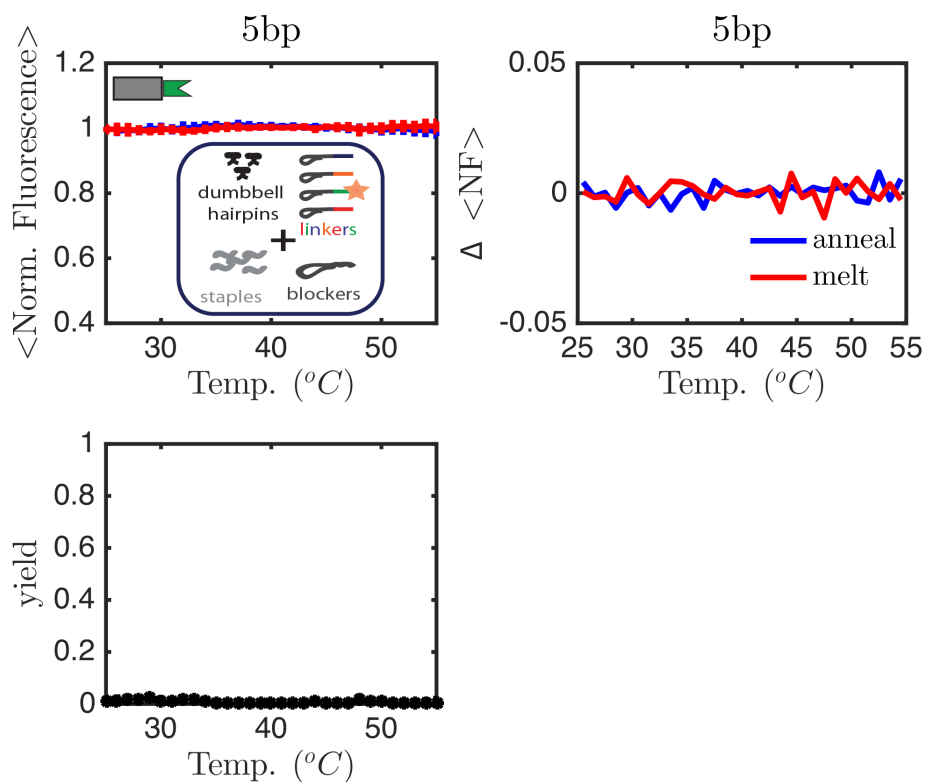 5bp
<Norm. Fluorescence>
1.2
1
0.8
0.6
0.4
dumbbell
hairpins
linkers
+
staples
blockers
30
40
50
Temp. (°C)
5bp
Δ <NF>
0.05
0
-0.05
anneal
melt
25
30
35
40
45
50
55
Temp. (°C)
yield
1
0.8
0.6
0.4
0.2
0
30
40
50
Temp. (°C)